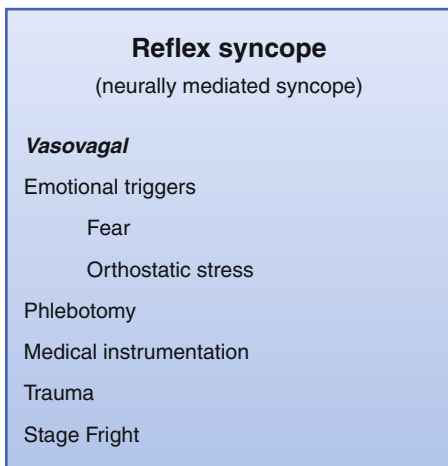 Reflex syncope
(neurally mediated syncope)
Vasovagal
Emotional triggers
Fear
Orthostatic stress
Phlebotomy
Medical instrumentation
Trauma
Stage Fright